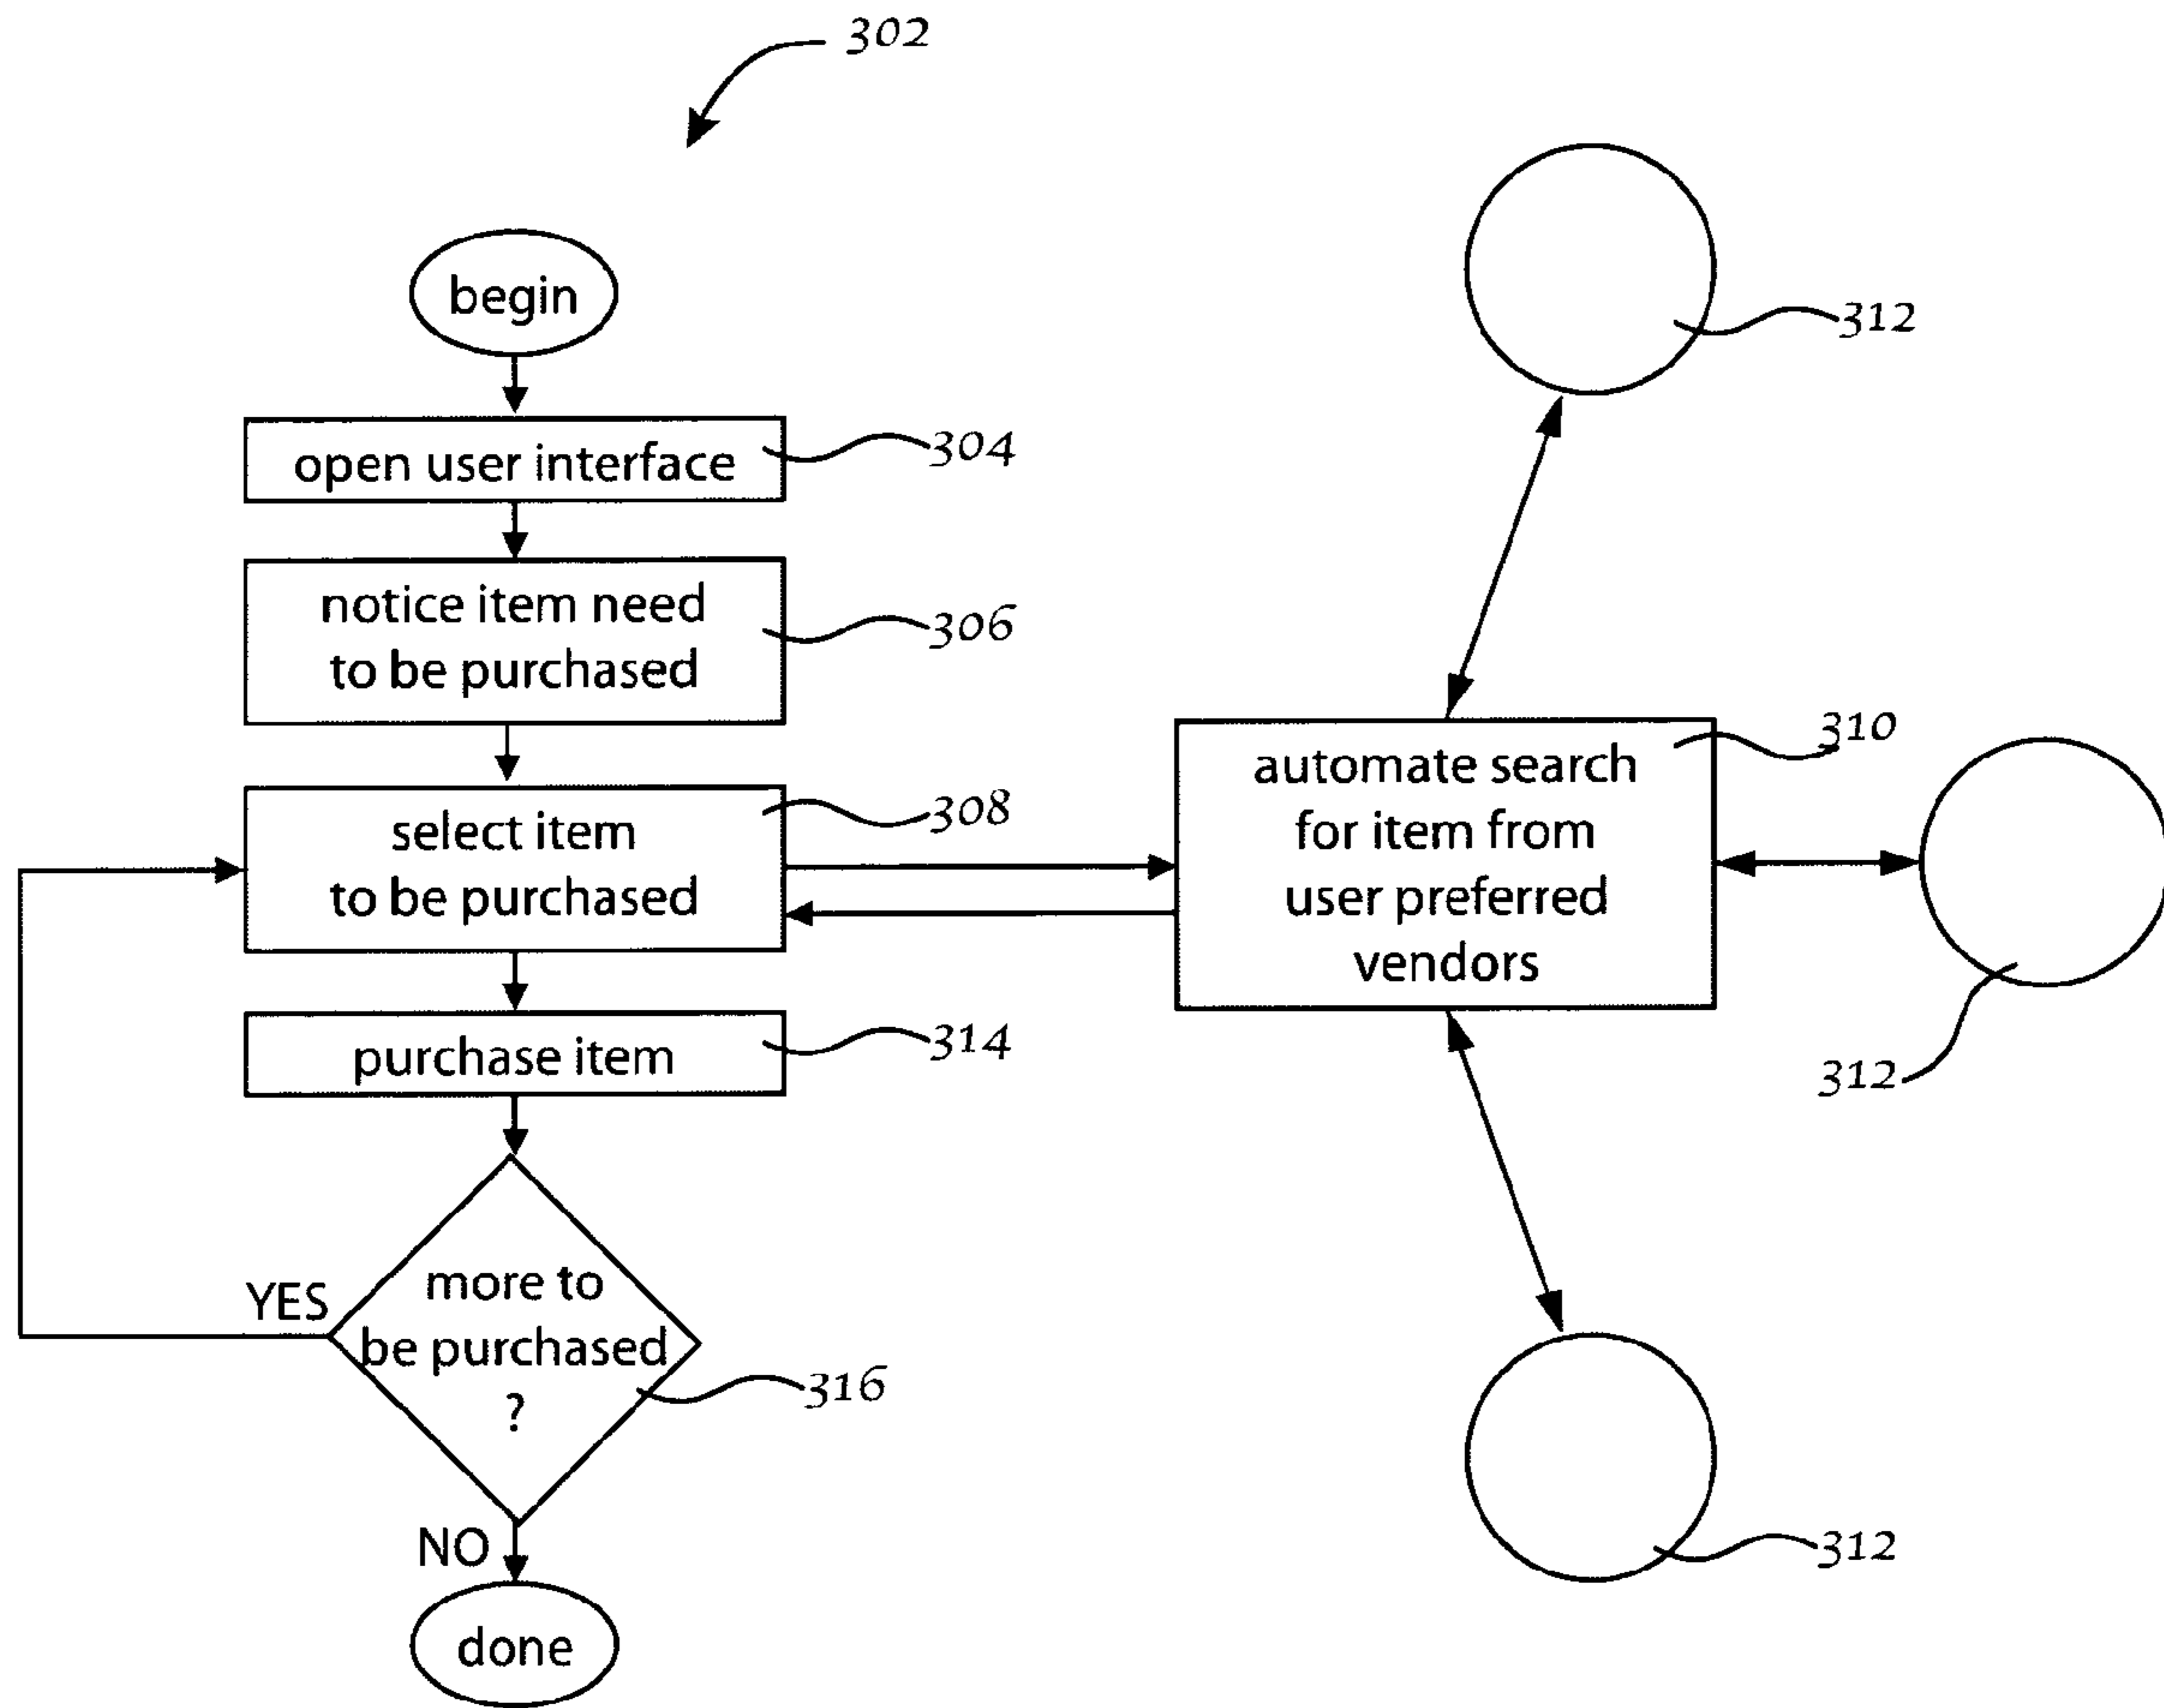 302
begin
open user interface
304
notice item need
to be purchased
306
select item
to be purchased
308
purchase item
314
more to
be purchased
?
316
YES
NO
done
312
automate search
for item from
user preferred
vendors
310
312
312